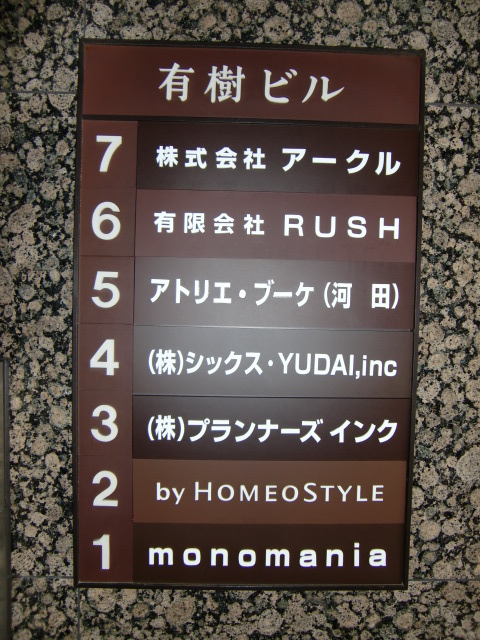 有樹ビル
7 株式会社 アークル
6 有限会社 RUSH
5 アトリエ・ブーケ(河 田)
4 (株)シックス・YUDAI,inc
3 (株)プランナーズ インク
2 by HOMEOSTYLE
1 monomania